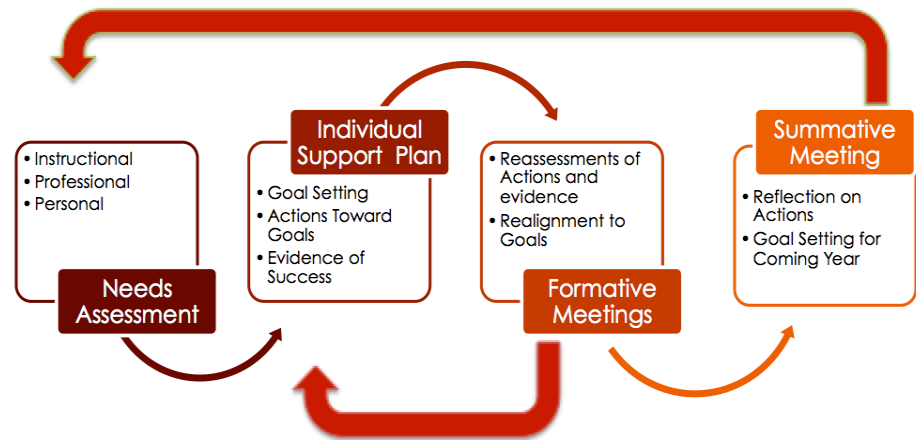 • Instructional
• Professional
• Personal
Needs
Assessment
Individual
Support Plan
• Goal Setting
• Actions Toward
Goals
• Evidence of
Success
• Reassessments of
Actions and
evidence
• Realignment to
Goals
Formative
Meetings
Summative
Meeting
• Reflection on
Actions
• Goal Setting for
Coming Year